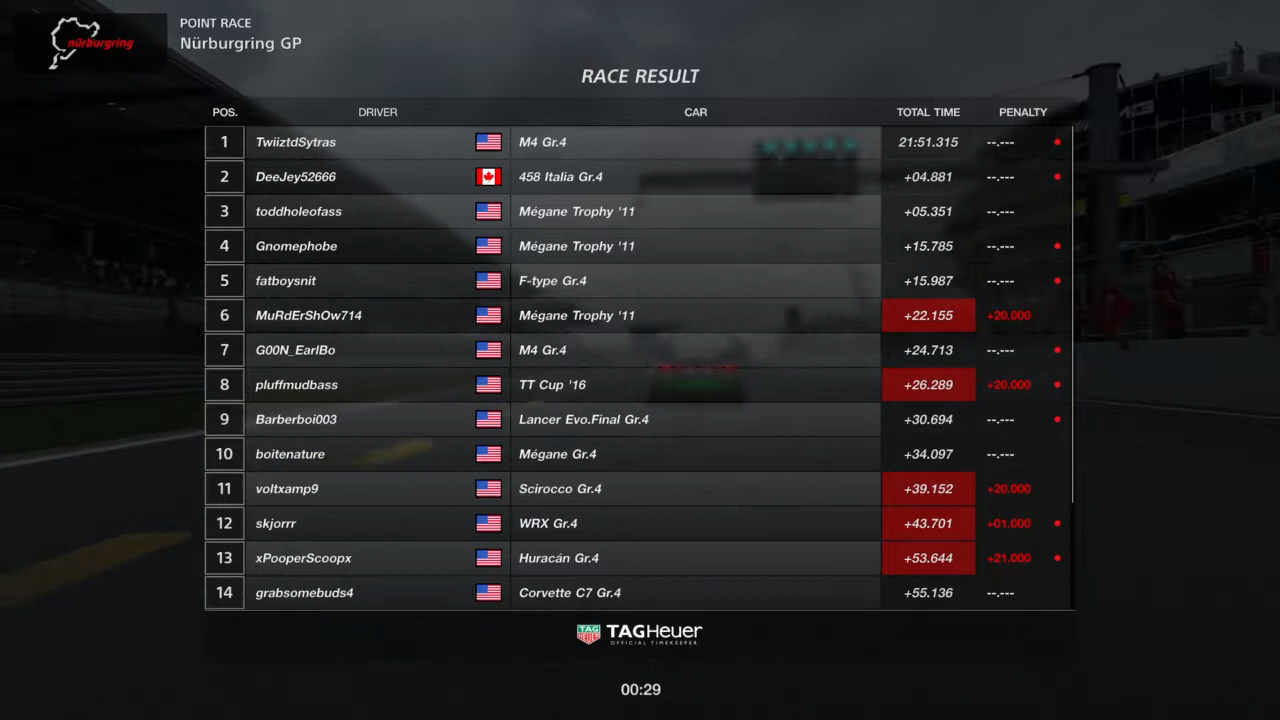 nürburgring
POINT RACE
Nürburgring GP
RACE RESULT
POS. DRIVER CAR TOTAL TIME PENALTY
1 TwiiztdSytras M4 Gr.4 21:51.315 --.---
2 DeeJey52666 458 Italia Gr.4 +04.881 --.---
3 toddholeofass Mégane Trophy '11 +05.351 --.---
4 Gnomephobe Mégane Trophy '11 +15.785 --.---
5 fatboysnit F-type Gr.4 +15.987 --.---
6 MuRdErShOw714 Mégane Trophy '11 +22.155 +20.000
7 G00N_EarlBo M4 Gr.4 +24.713 --.---
8 pluffmudbass TT Cup '16 +26.289 +20.000
9 Barberboi003 Lancer Evo.Final Gr.4 +30.694 --.---
10 boitenature Mégane Gr.4 +34.097 --.---
11 voltxamp9 Scirocco Gr.4 +39.152 +20.000
12 skjorrr WRX Gr.4 +43.701 +01.000
13 xPooperScoopx Huracán Gr.4 +53.644 +21.000
14 grabsomebuds4 Corvette C7 Gr.4 +55.136 --.---
TAG HEUER TAGHeuer
OFFICIAL TIMEKEEPER
00:29